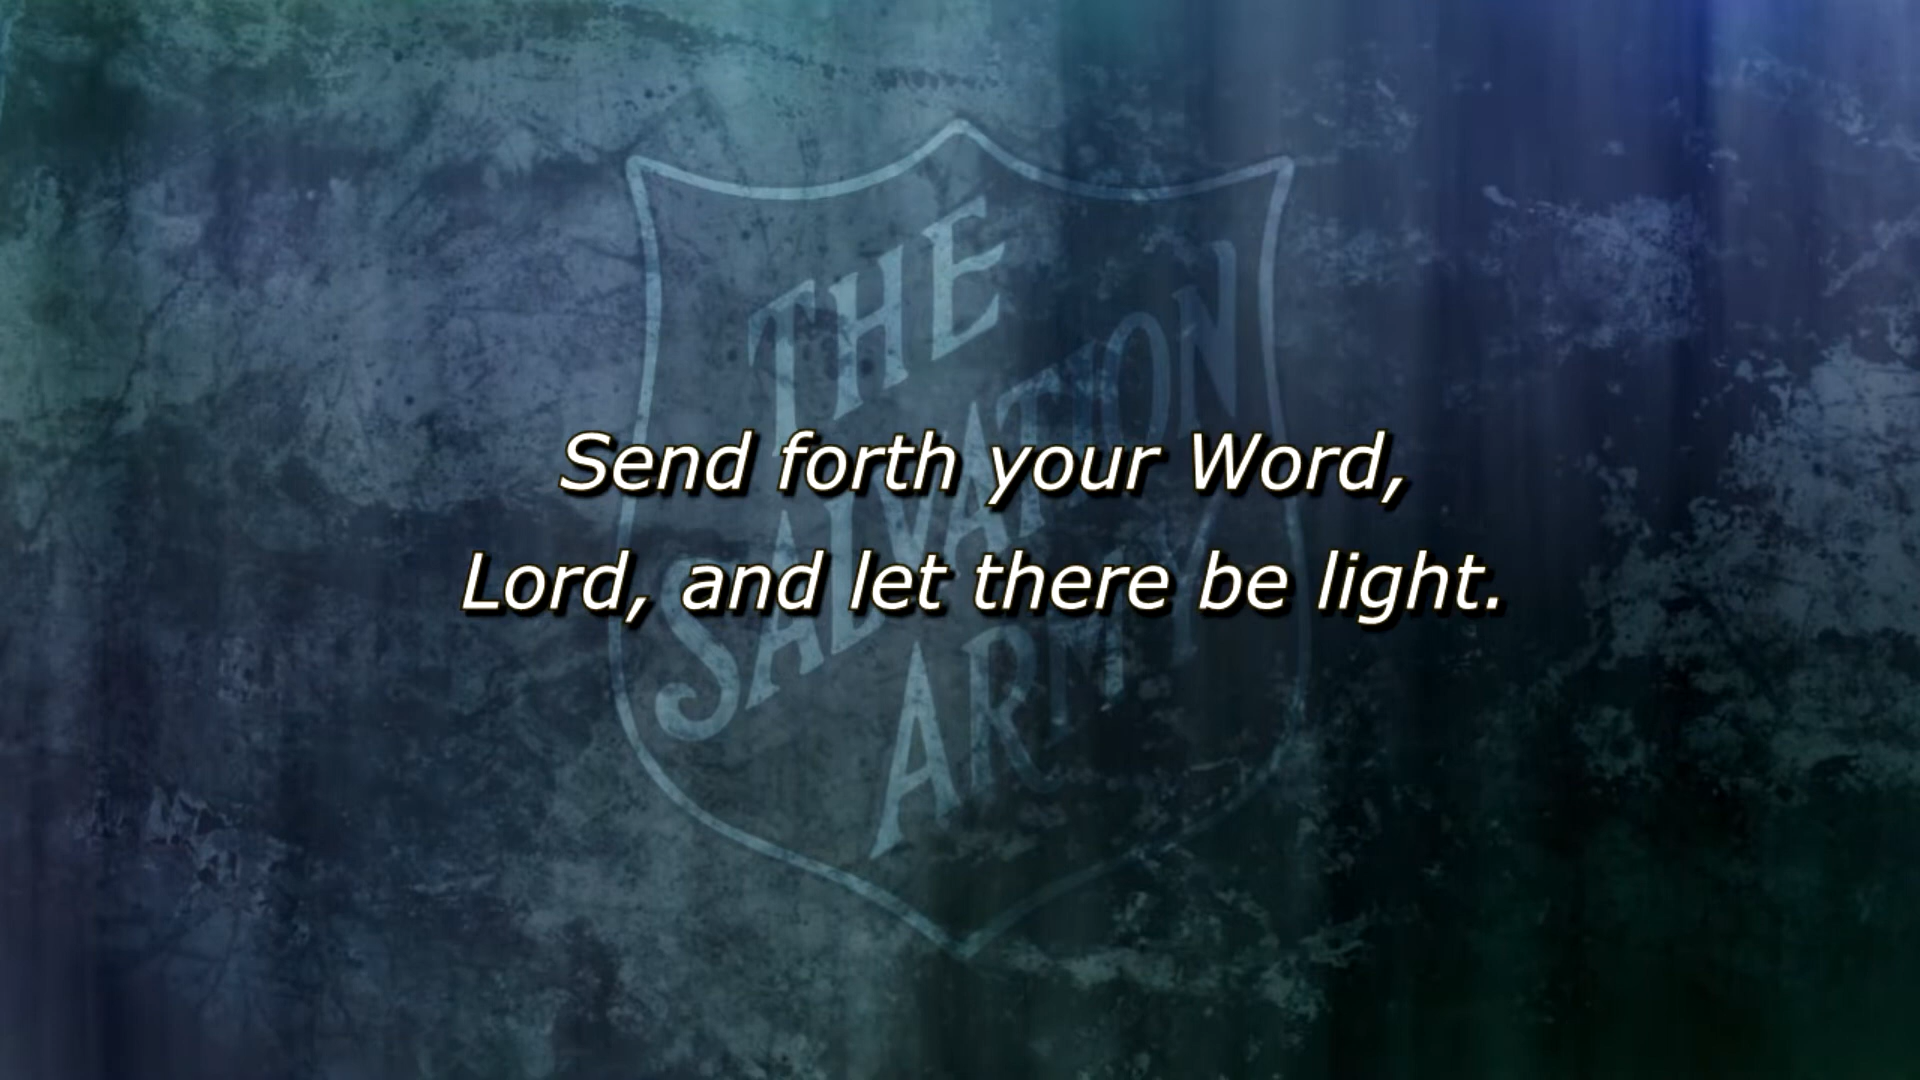 THE
SALVATION
ARMY
Send forth your Word,
Lord, and let there be light.